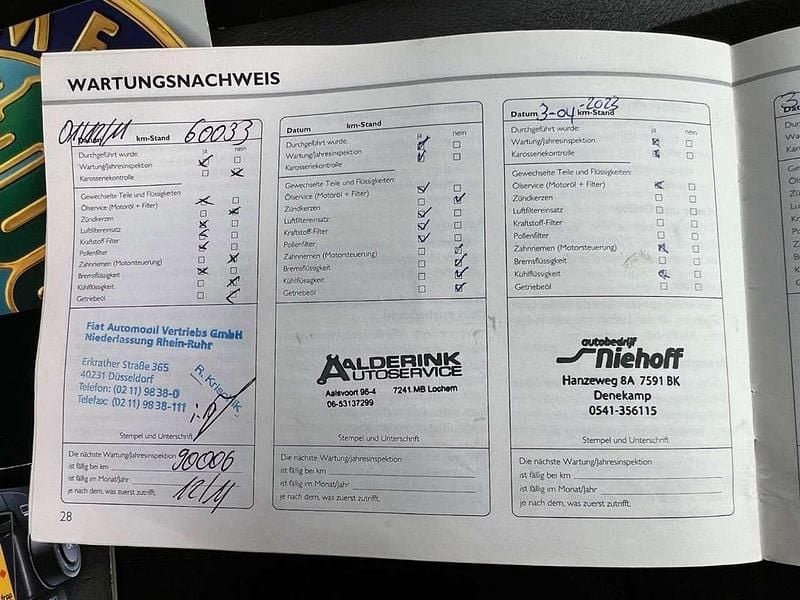 WARTUNGSNACHWEIS
km-Stand 60033
ja nein
Durchgeführt wurde:
Wartung/Jahresinspektion
Karosseriekontrolle
Gewechselte Teile und Flüssigkeiten:
Ölservice (Motoröl + Filter)
Zündkerzen
Luftfiltereinsatz
Kraftstoff-Filter
Pollenfilter
Zahnriemen (Motorsteuerung)
Bremsflüssigkeit
Kühlflüssigkeit
Getriebeöl
Fiat Automobil Vertriebs GmbH
Niederlassung Rhein-Ruhr
Erkrather Straße 365
40231 Düsseldorf
Telefon: (02 11) 98 38-0
Telefax: (02 11) 98 38-111
Stempel und Unterschrift
Die nächste Wartung/Jahresinspektion
ist fällig bei km 90006
ist fällig im Monat/Jahr 12/11
je nach dem, was zuerst zutrifft.
28
Datum km-Stand
ja nein
Durchgeführt wurde:
Wartung/Jahresinspektion
Karosseriekontrolle
Gewechselte Teile und Flüssigkeiten:
Ölservice (Motoröl + Filter)
Zündkerzen
Luftfiltereinsatz
Kraftstoff-Filter
Pollenfilter
Zahnriemen (Motorsteuerung)
Bremsflüssigkeit
Kühlflüssigkeit
Getriebeöl
AALDERINK
AUTOSERVICE
Aalsvoort 95-4 7241 MB Lochem
06-53137299
Stempel und Unterschrift
Die nächste Wartung/Jahresinspektion
ist fällig bei km
ist fällig im Monat/Jahr
je nach dem, was zuerst zutrifft.
Datum 3-04-2023 km-Stand
ja nein
Durchgeführt wurde:
Wartung/Jahresinspektion
Karosseriekontrolle
Gewechselte Teile und Flüssigkeiten:
Ölservice (Motoröl + Filter)
Zündkerzen
Luftfiltereinsatz
Kraftstoff-Filter
Pollenfilter
Zahnriemen (Motorsteuerung)
Bremsflüssigkeit
Kühlflüssigkeit
Getriebeöl
autobedrijf
Niehoff
Hanzeweg 8A 7591 BK
Denekamp
0541-356115
Stempel und Unterschrift
Die nächste Wartung/Jahresinspektion
ist fällig bei km
ist fällig im Monat/Jahr
je nach dem, was zuerst zutrifft.